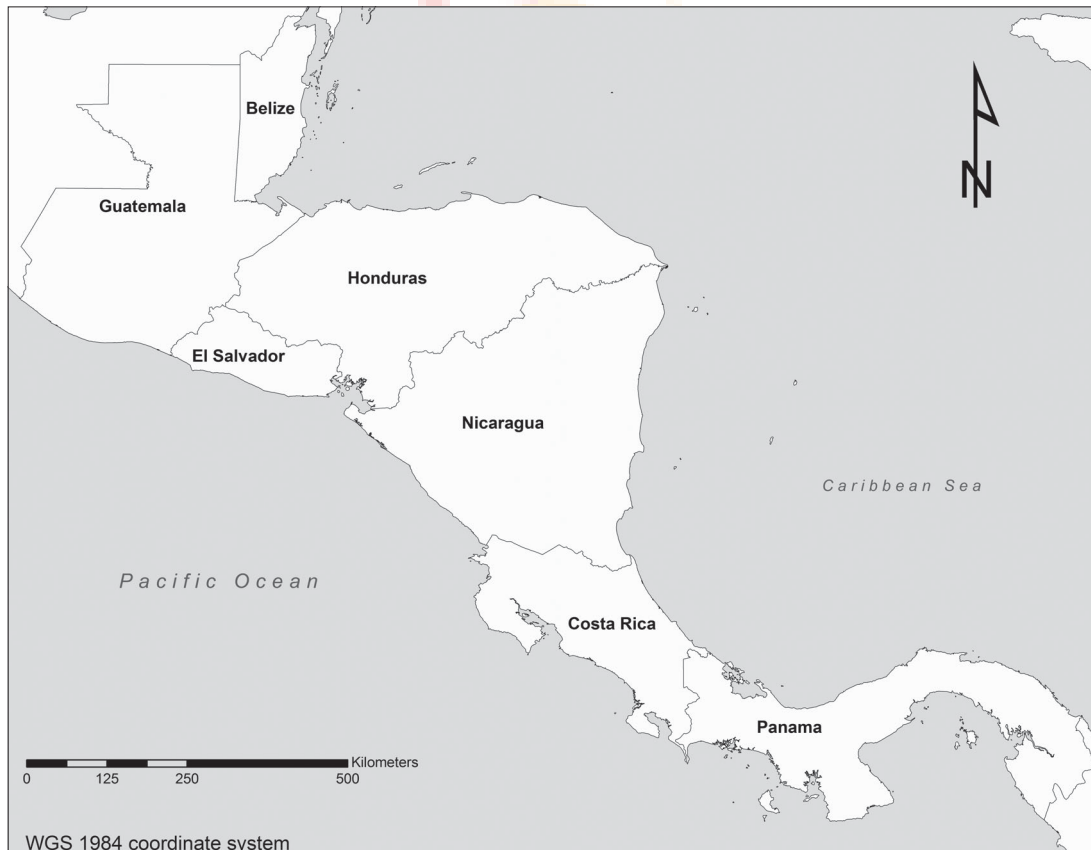 Belize
N
Guatemala
Honduras
El Salvador
Nicaragua
Caribbean Sea
Pacific Ocean
Costa Rica
Panama
Kilometers
0 125 250 500
WGS 1984 coordinate system